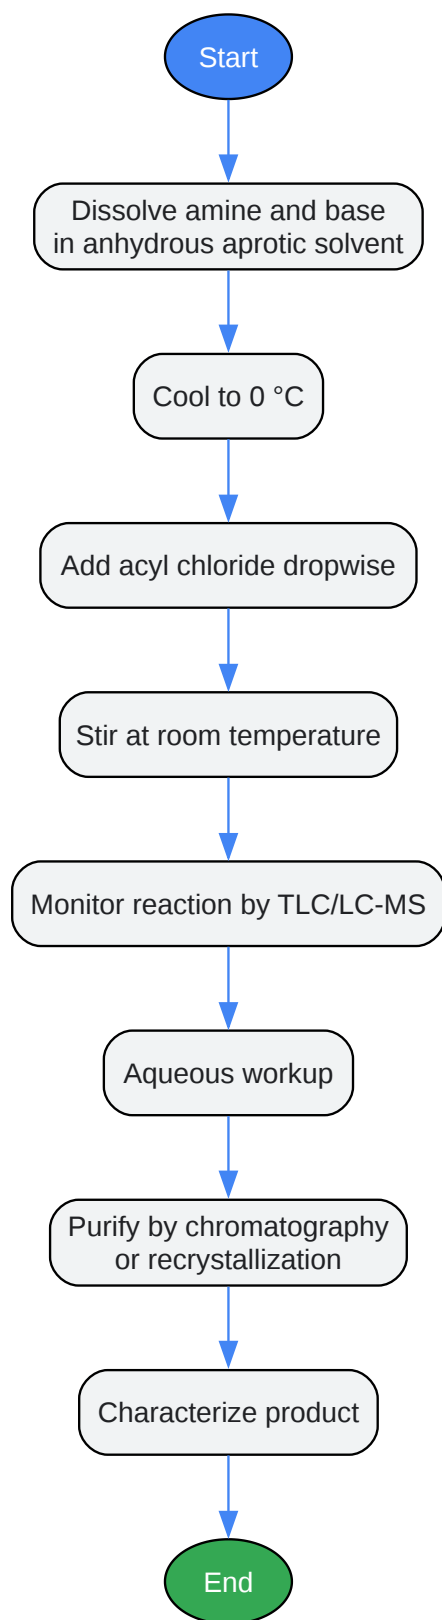 Start
Dissolve amine and base
in anhydrous aprotic solvent
Cool to 0 °C
Add acyl chloride dropwise
Stir at room temperature
Monitor reaction by TLC/LC-MS
Aqueous workup
Purify by chromatography
or recrystallization
Characterize product
End